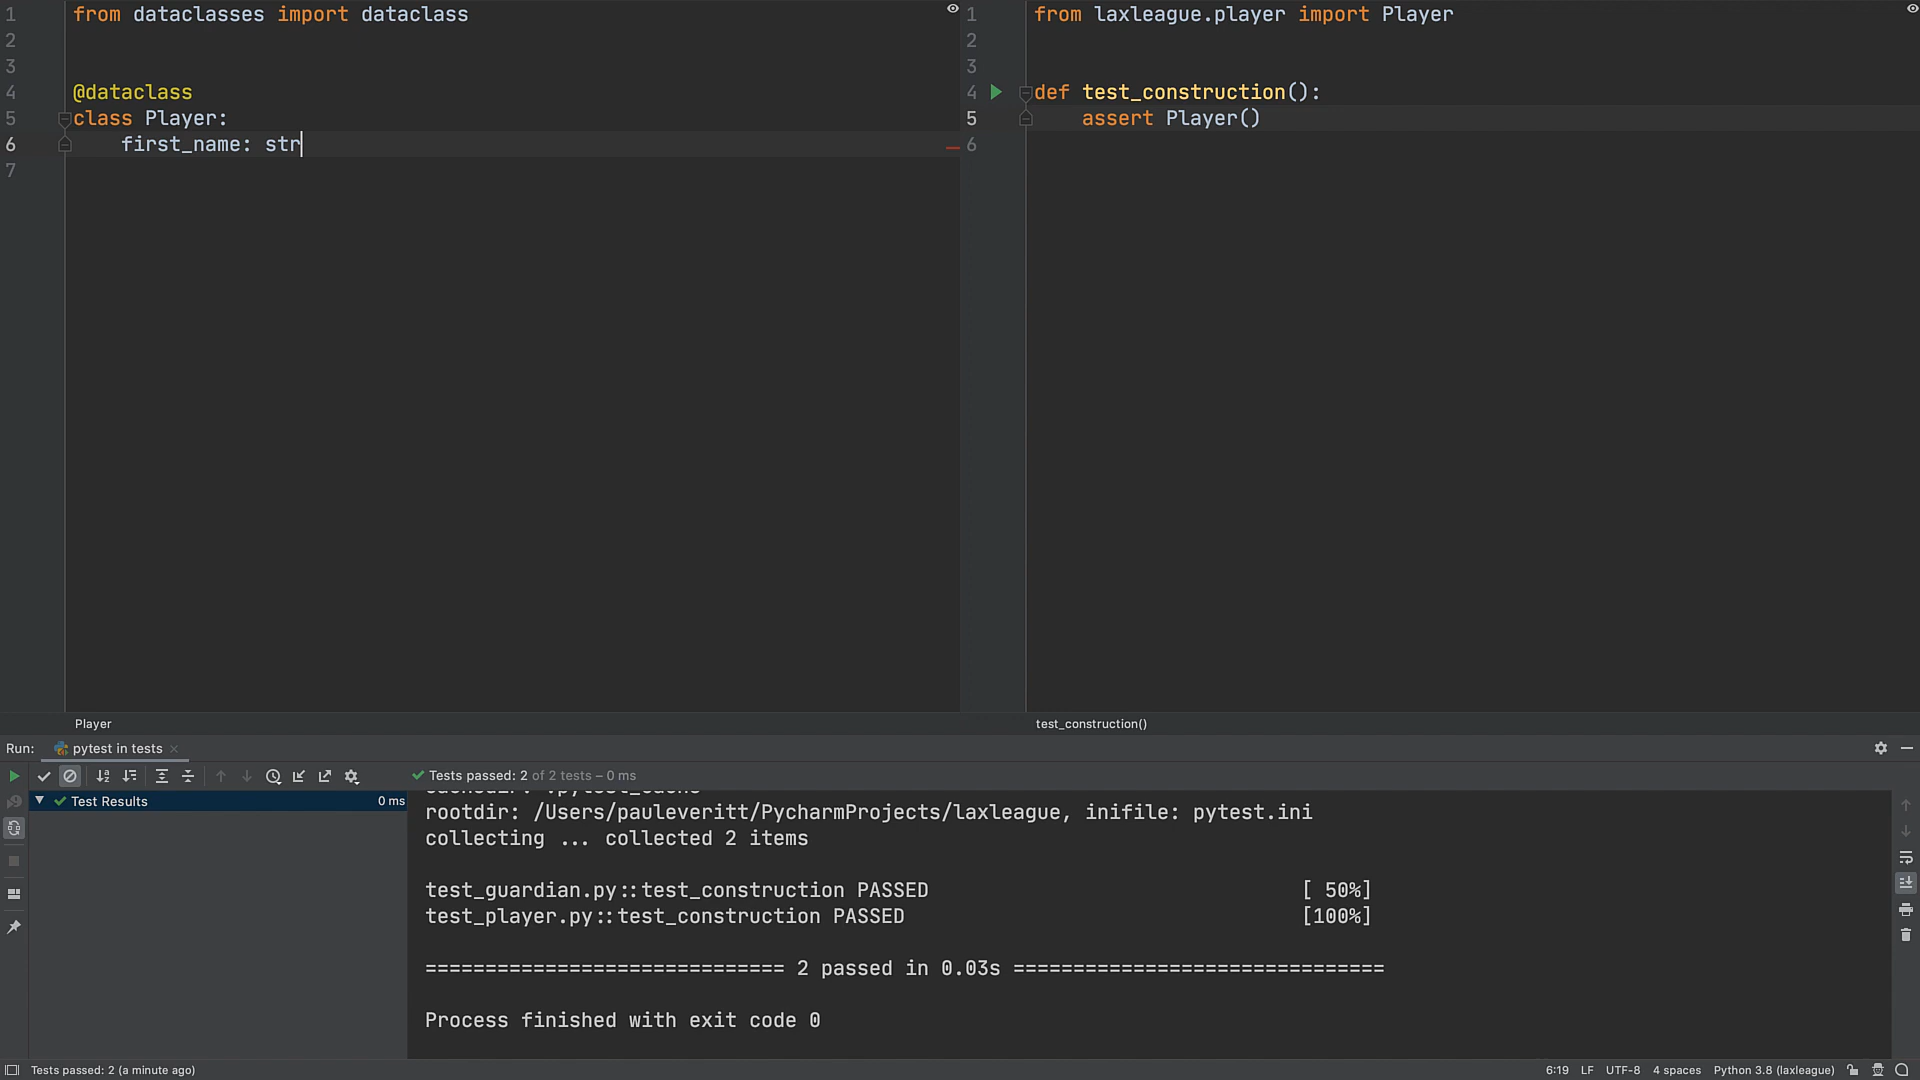 1 from dataclasses import dataclass
2
3
4 @dataclass
5 class Player:
6     first_name: str
7
1 from laxleague.player import Player
2
3
4 def test_construction():
5     assert Player()
6
Player
test_construction()
Run: pytest in tests
Tests passed: 2 of 2 tests – 0 ms
Test Results 0 ms
rootdir: /Users/pauleveritt/PycharmProjects/laxleague, inifile: pytest.ini
collecting ... collected 2 items
test_guardian.py::test_construction PASSED [ 50%]
test_player.py::test_construction PASSED [100%]
============================== 2 passed in 0.03s ===============================
Process finished with exit code 0
Tests passed: 2 (a minute ago) 6:19 LF UTF-8 4 spaces Python 3.8 (laxleague)